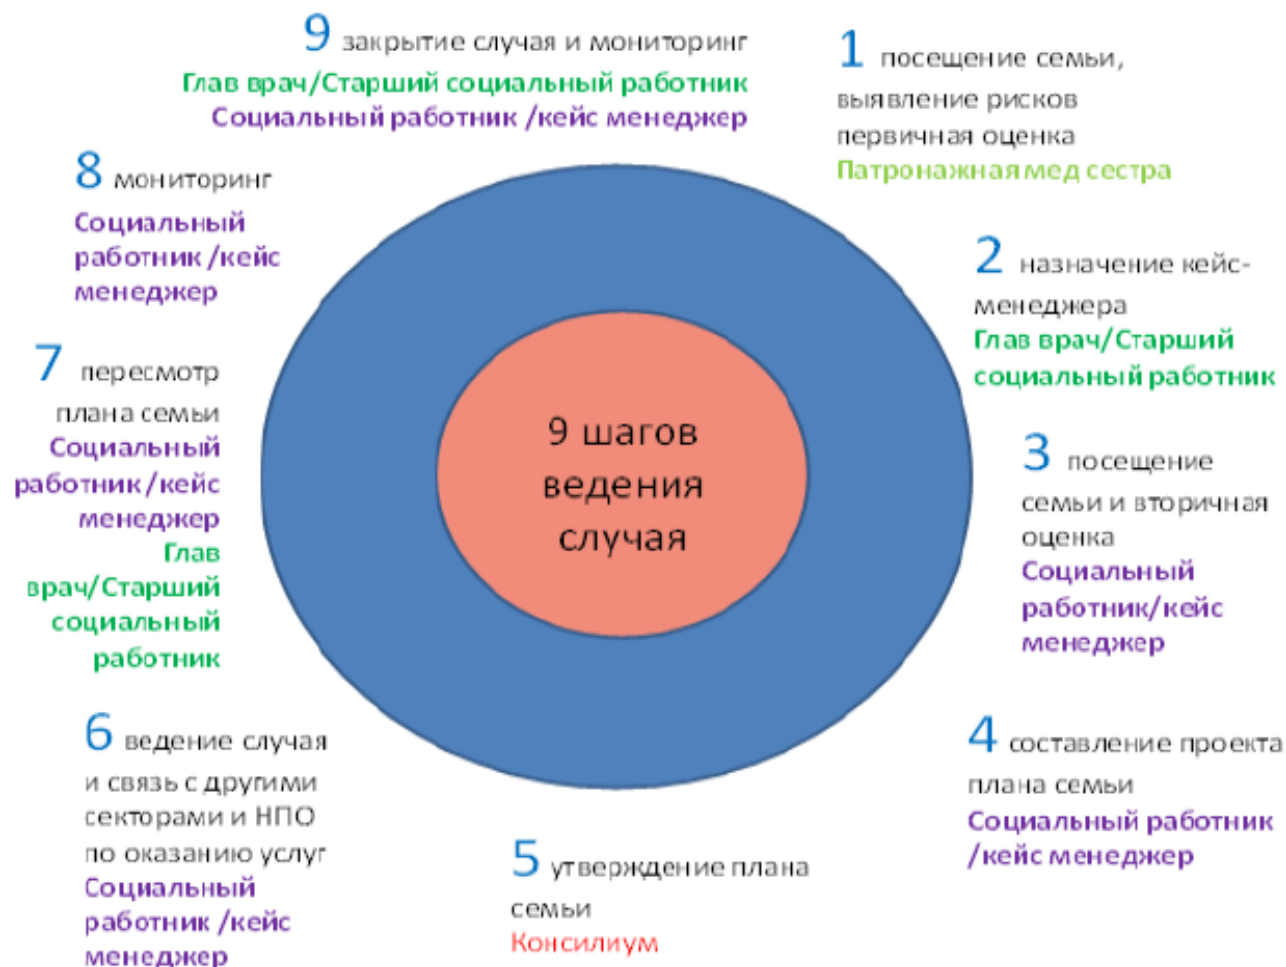 9 закрытие случая и мониторинг
Глав врач/Старший социальный работник
Социальный работник /кейс менеджер
1 посещение семьи,
выявление рисков
первичная оценка
Патронажная мед сестра
2 назначение кейс-
менеджера
Глав врач/Старший
социальный работник
3 посещение
семьи и вторичная
оценка
Социальный
работник/кейс
менеджер
4 составление проекта
плана семьи
Социальный работник
/кейс менеджер
5 утверждение плана
семьи
Консилиум
6 ведение случая
и связь с другими
секторами и НПО
по оказанию услуг
Социальный
работник /кейс
менеджер
7 пересмотр
плана семьи
Социальный
работник /кейс
менеджер
Глав
врач/Старший
социальный
работник
8 мониторинг
Социальный
работник /кейс
менеджер
9 шагов
ведения
случая